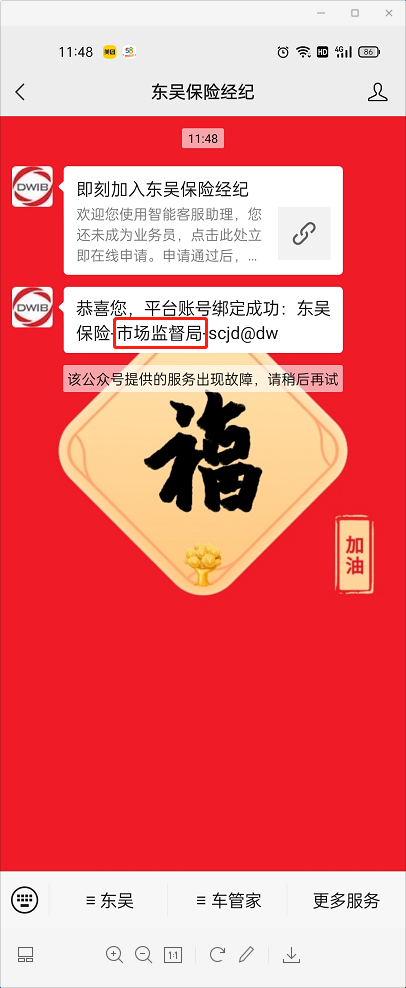 11:48
美团
58
HD
4G
86
东吴保险经纪
11:48
DWIB
即刻加入东吴保险经纪
欢迎您使用智能客服助理，您
还未成为业务员，点击此处立
即在线申请。申请通过后，...
DWIB
恭喜您，平台账号绑定成功：东吴
保险-市场监督局-scjd@dw
该公众号提供的服务出现故障，请稍后再试
福
加
油
东吴
车管家
更多服务
1:1